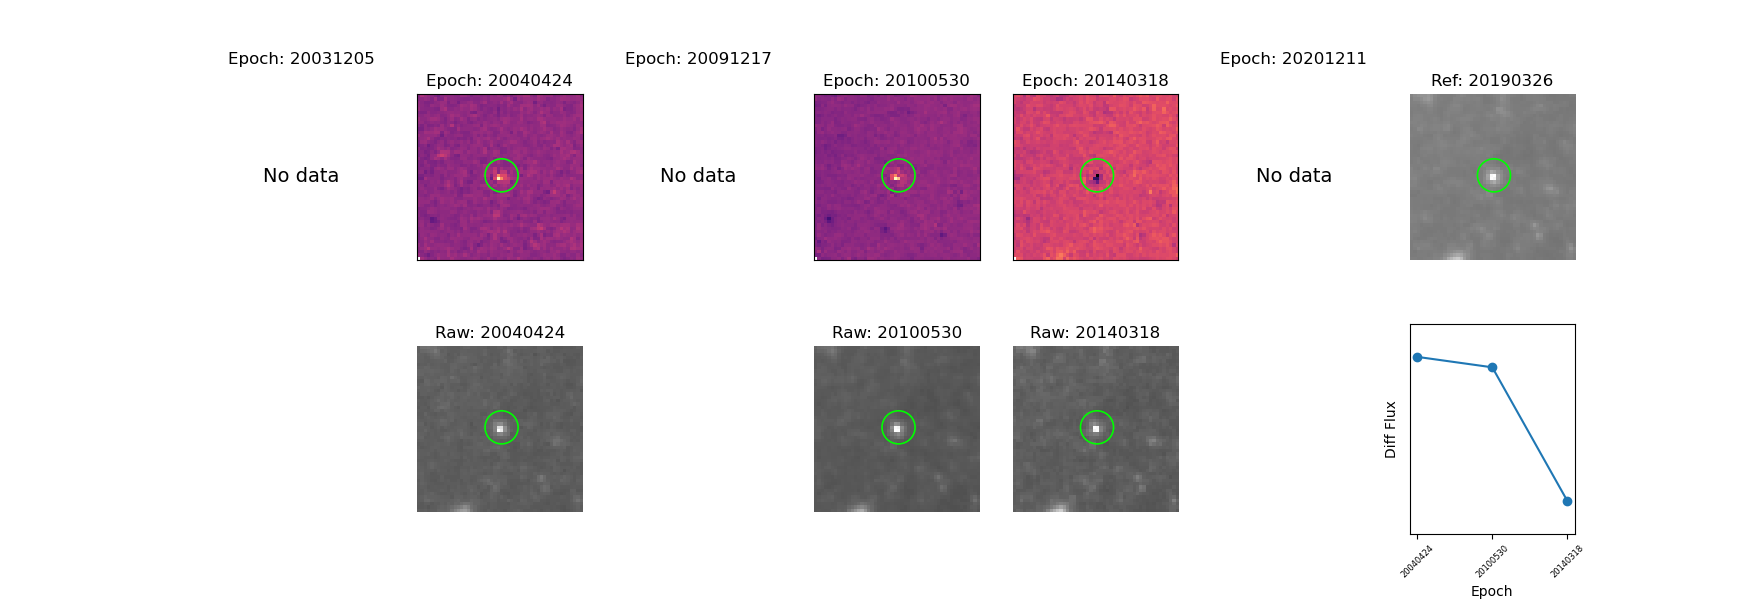 Epoch: 20031205
Epoch: 20040424
Epoch: 20091217
Epoch: 20100530
Epoch: 20140318
Epoch: 20201211
Ref: 20190326
No data
No data
No data
Raw: 20040424
Raw: 20100530
Raw: 20140318
Diff Flux
20040424
20100530
20140318
Epoch